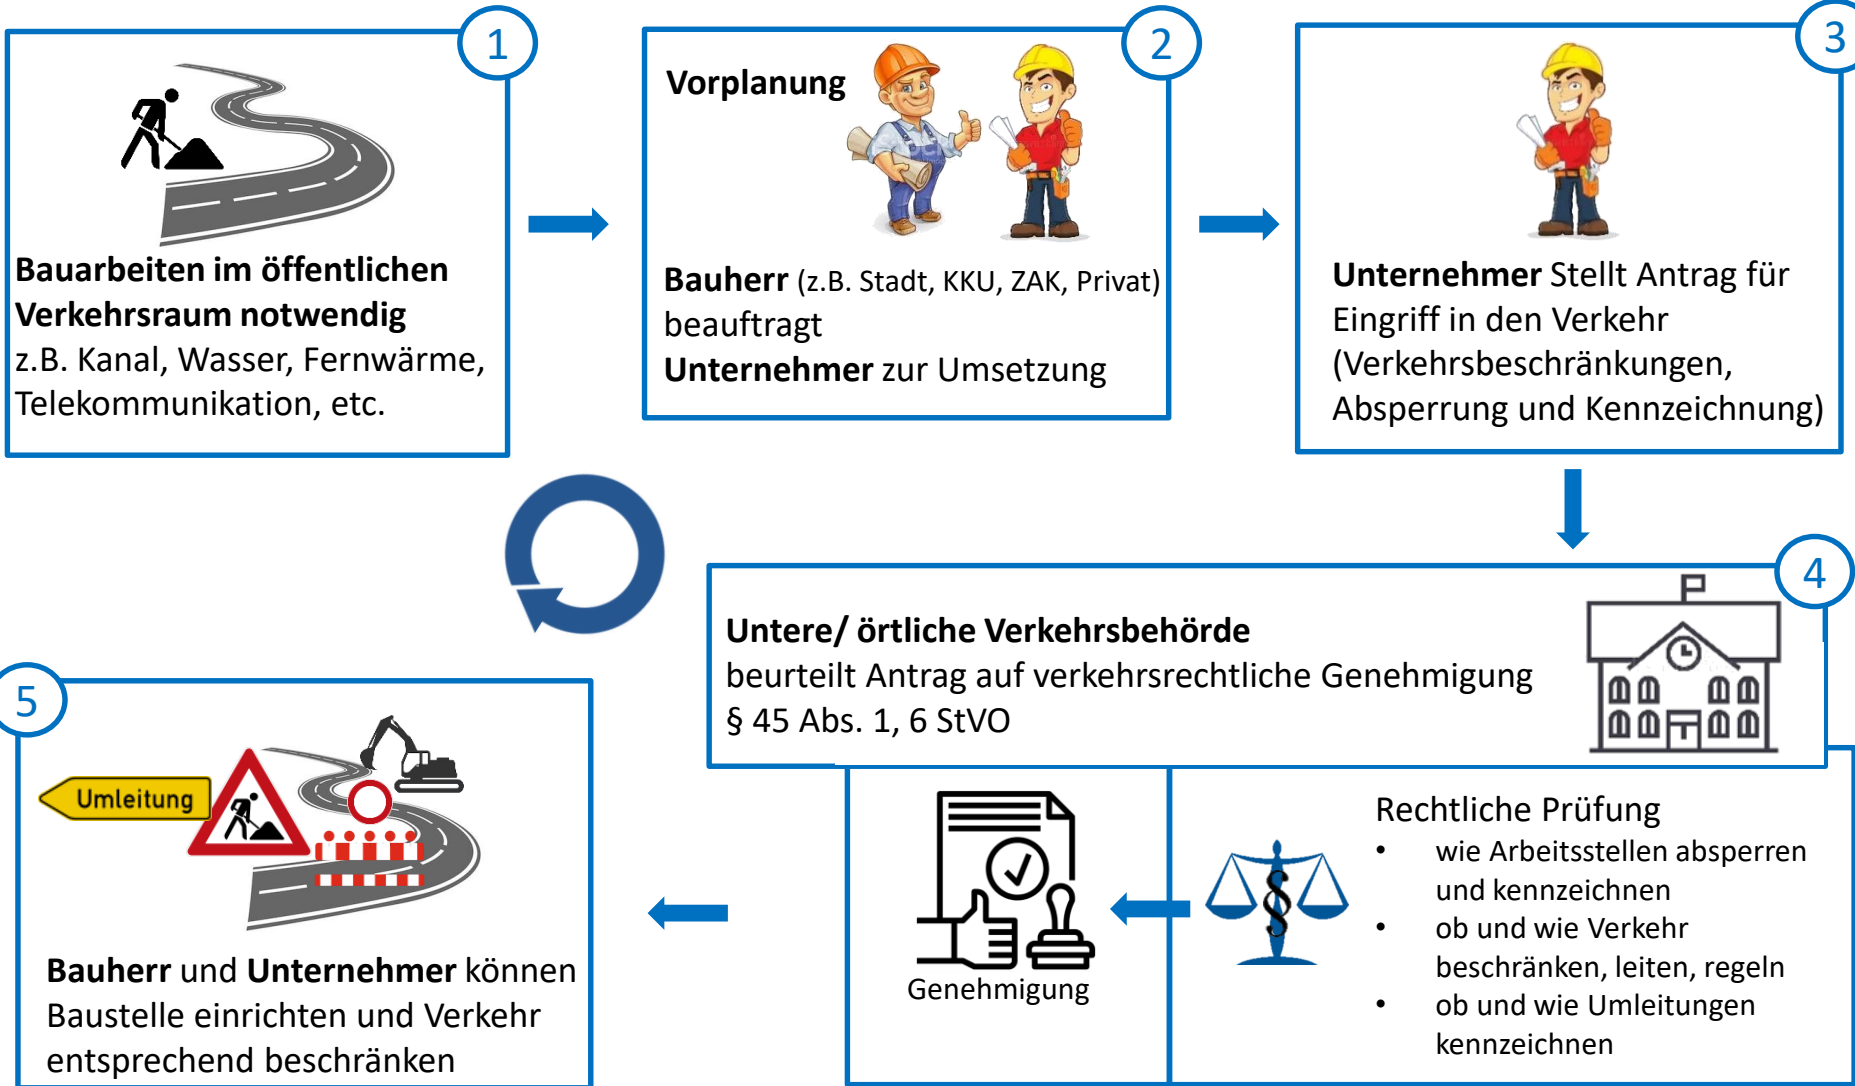 1
Bauarbeiten im öffentlichen
Verkehrsraum notwendig
z.B. Kanal, Wasser, Fernwärme,
Telekommunikation, etc.
2
Vorplanung
Bauherr (z.B. Stadt, KKU, ZAK, Privat)
beauftragt
Unternehmer zur Umsetzung
3
Unternehmer Stellt Antrag für
Eingriff in den Verkehr
(Verkehrsbeschränkungen,
Absperrung und Kennzeichnung)
4
Untere/ örtliche Verkehrsbehörde
beurteilt Antrag auf verkehrsrechtliche Genehmigung
§ 45 Abs. 1, 6 StVO
Rechtliche Prüfung
• wie Arbeitsstellen absperren
und kennzeichnen
• ob und wie Verkehr
beschränken, leiten, regeln
• ob und wie Umleitungen
kennzeichnen
§
Genehmigung
5
Umleitung
Bauherr und Unternehmer können
Baustelle einrichten und Verkehr
entsprechend beschränken